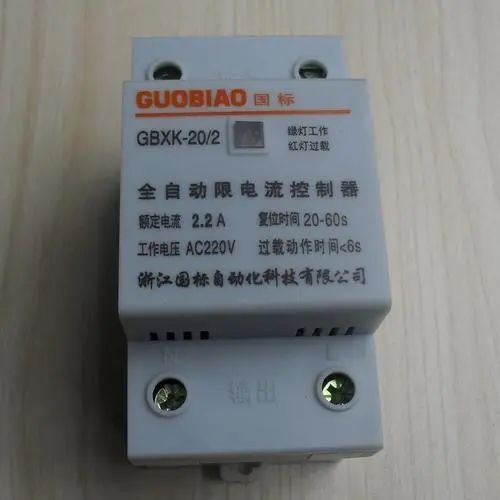 GUOBIAO 国标
GBXK-20/2
绿灯工作
红灯过载
全自动限电流控制器
额定电流 2.2A 复位时间 20-60s
工作电压 AC220V 过载动作时间<6s
浙江国标自动化科技有限公司
N L
输出